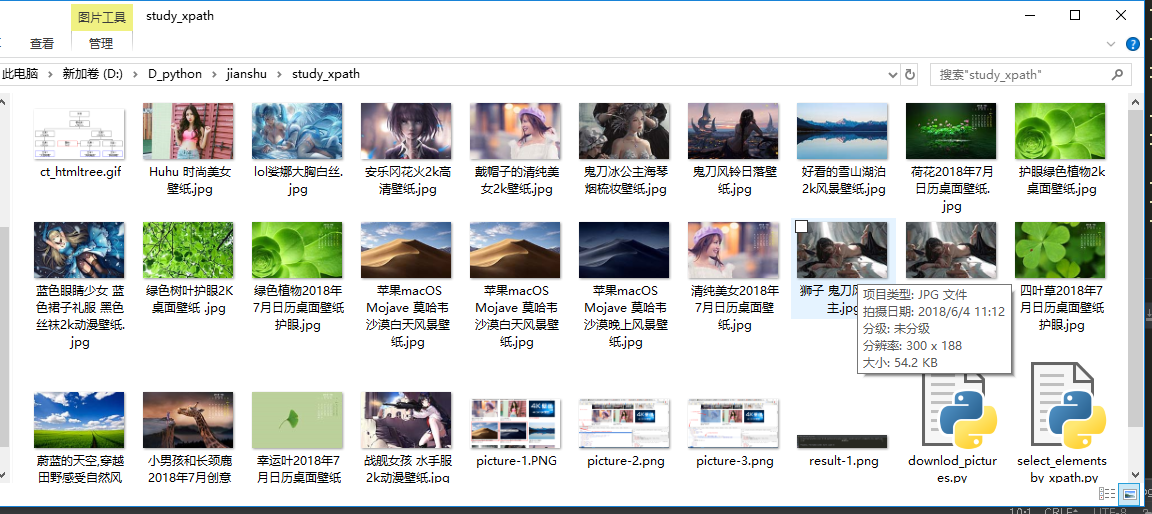 图片工具
study_xpath
查看
管理
此电脑 › 新加卷 (D:) › D_python › jianshu › study_xpath
搜索"study_xpath"
ct_htmltree.gif
Huhu 时尚美女
壁纸.jpg
lol娑娜大胸白丝.
jpg
安乐冈花火2k高
清壁纸.jpg
戴帽子的清纯美
女2k壁纸.jpg
鬼刀冰公主海琴
烟梳妆壁纸.jpg
鬼刀风铃日落壁
纸.jpg
好看的雪山湖泊
2k风景壁纸.jpg
荷花2018年7月
日历桌面壁纸.
jpg
护眼绿色植物2k
桌面壁纸.jpg
蓝色眼睛少女 蓝
色裙子礼服 黑色
丝袜2k动漫壁纸.
jpg
绿色树叶护眼2K
桌面壁纸 .jpg
绿色植物2018年
7月日历桌面壁纸
护眼.jpg
苹果macOS
Mojave 莫哈韦
沙漠白天风景壁
纸.jpg
苹果macOS
Mojave 莫哈韦
沙漠白天风景壁
纸.jpg
苹果macOS
Mojave 莫哈韦
沙漠晚上风景壁
纸.jpg
清纯美女2018年
7月日历桌面壁
纸.jpg
狮子 鬼刀
主.jpg
项目类型: JPG 文件
拍摄日期: 2018/6/4 11:12
分级: 未分级
分辨率: 300 x 188
大小: 54.2 KB
四叶草2018年7月
日历桌面壁纸
护眼.jpg
蔚蓝的天空,穿越
田野感受自然风
小男孩和长颈鹿
2018年7月创意
幸运叶2018年7
月日历桌面壁纸
战舰女孩 水手服
2k动漫壁纸.jpg
picture-1.PNG
picture-2.png
picture-3.png
result-1.png
downlod_pictur
es.py
select_elements
by_xpath.py
10:1 CRLF UTF-8